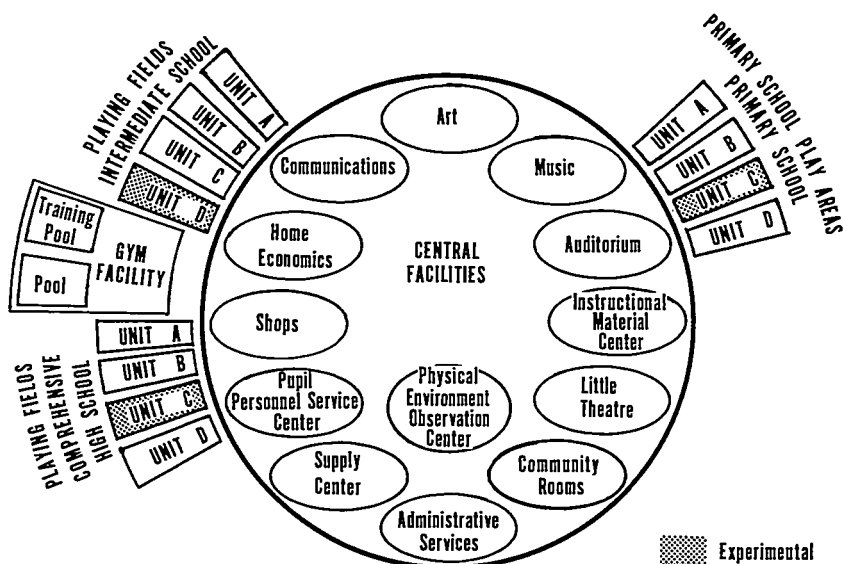 PLAYING FIELDS
INTERMEDIATE SCHOOL
UNIT A
UNIT B
UNIT C
UNIT D
Training
Pool
Pool
GYM
FACILITY
PLAYING FIELDS
COMPREHENSIVE
HIGH SCHOOL
UNIT A
UNIT B
UNIT C
UNIT D
PRIMARY SCHOOL PLAY AREAS
PRIMARY SCHOOL
UNIT A
UNIT B
UNIT C
UNIT D
Art
Communications
Music
Home
Economics
CENTRAL
FACILITIES
Auditorium
Shops
Instructional
Material
Center
Pupil
Personnel Service
Center
Physical
Environment
Observation
Center
Little
Theatre
Supply
Center
Community
Rooms
Administrative
Services
Experimental